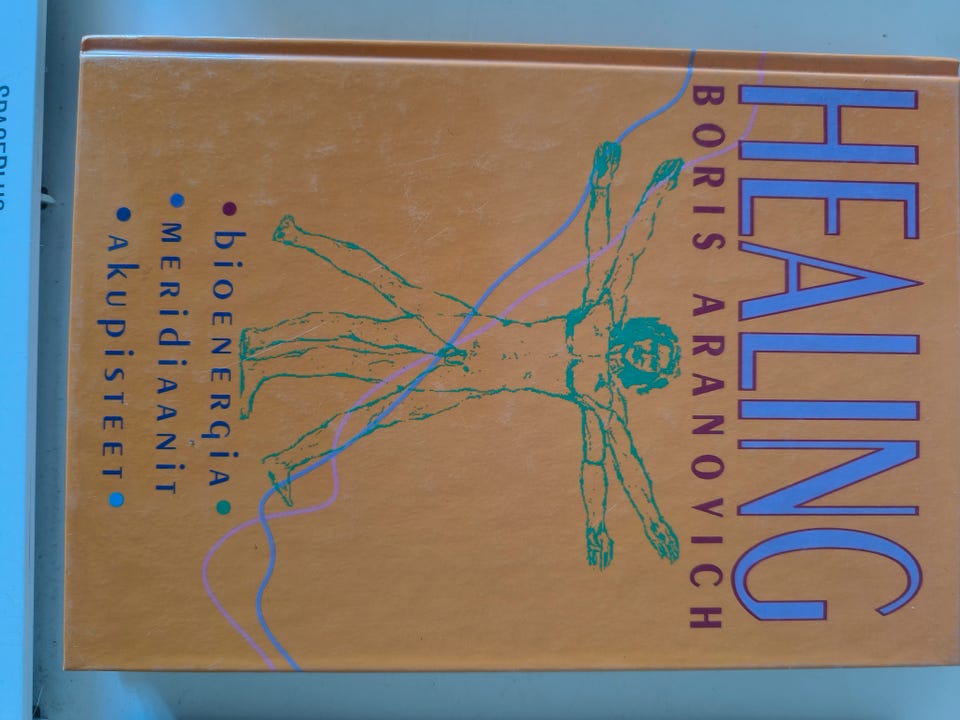 HEALING
BORIS ARANOVICH
• bioENERGiA •
• MERidiAANiT
• AkupisTEET •